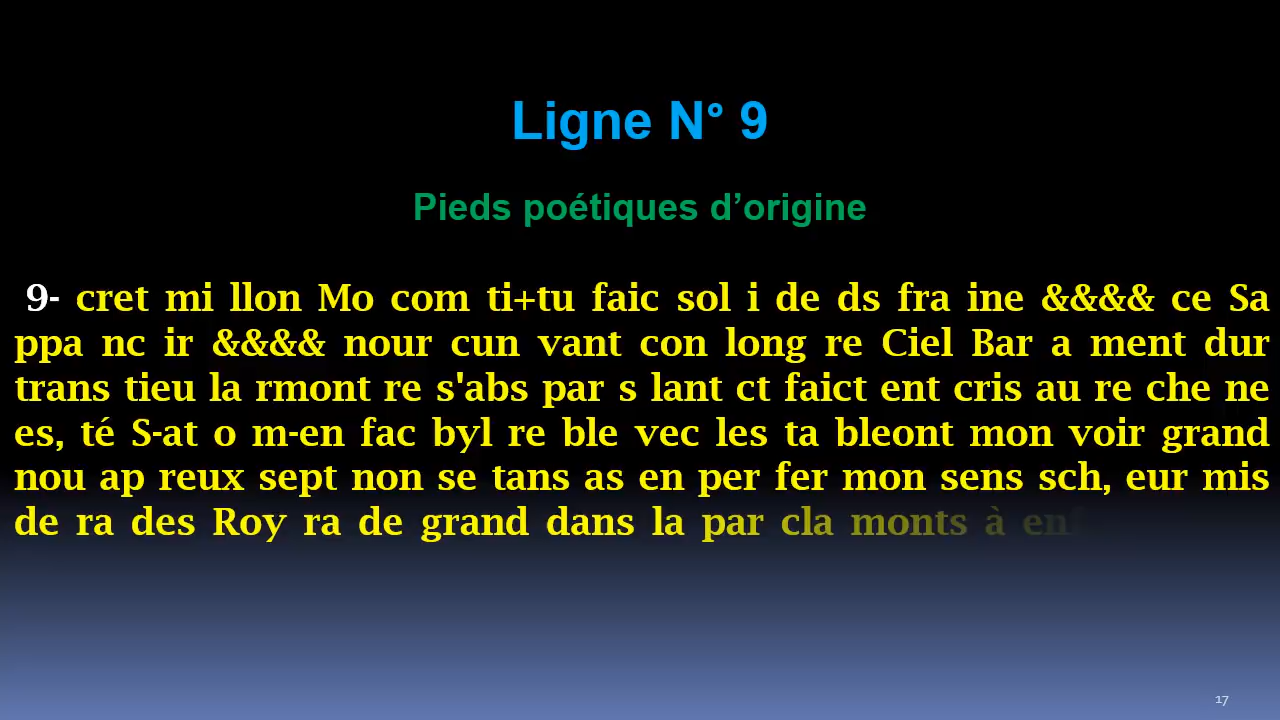 Ligne N° 9
Pieds poétiques d’origine
9- cret mi llon Mo com ti+tu faic sol i de ds fra ine &&&& ce Sa
ppa nc ir &&&& nour cun vant con long re Ciel Bar a ment dur
trans tieu la rmont re s'abs par s lant ct faict ent cris au re che ne
es, té S-at o m-en fac byl re ble vec les ta bleont mon voir grand
nou ap reux sept non se tans as en per fer mon sens sch, eur mis
de ra des Roy ra de grand dans la par cla monts à
17